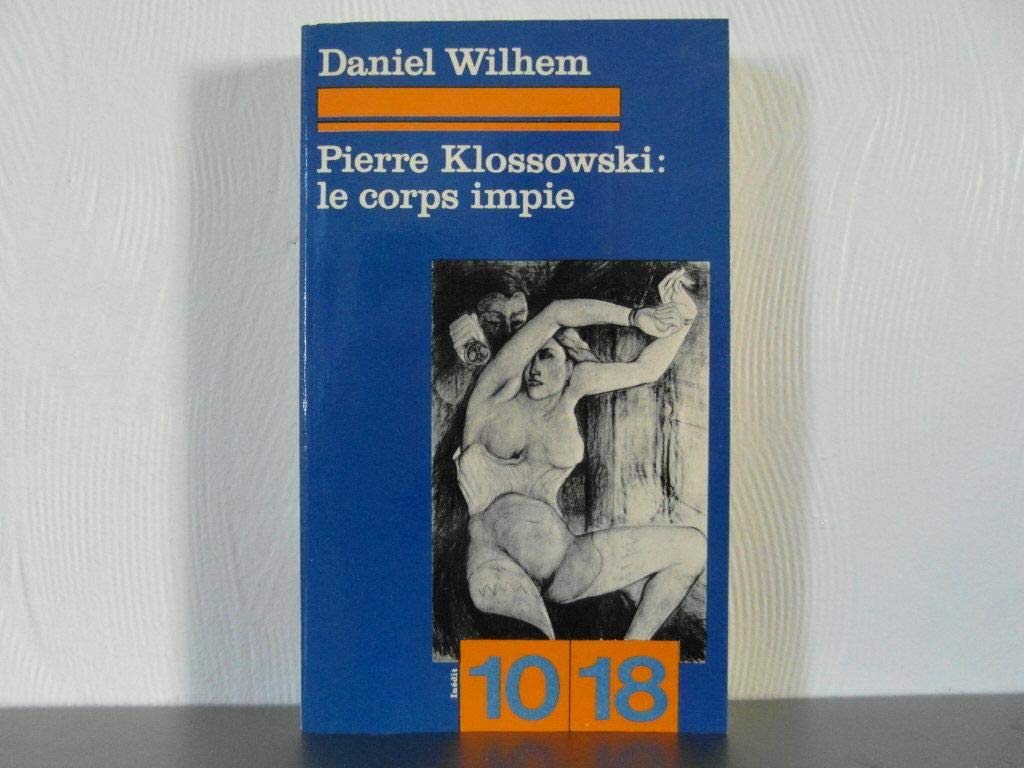 Daniel Wilhem
Pierre Klossowski:
le corps impie
Inédit
10 18